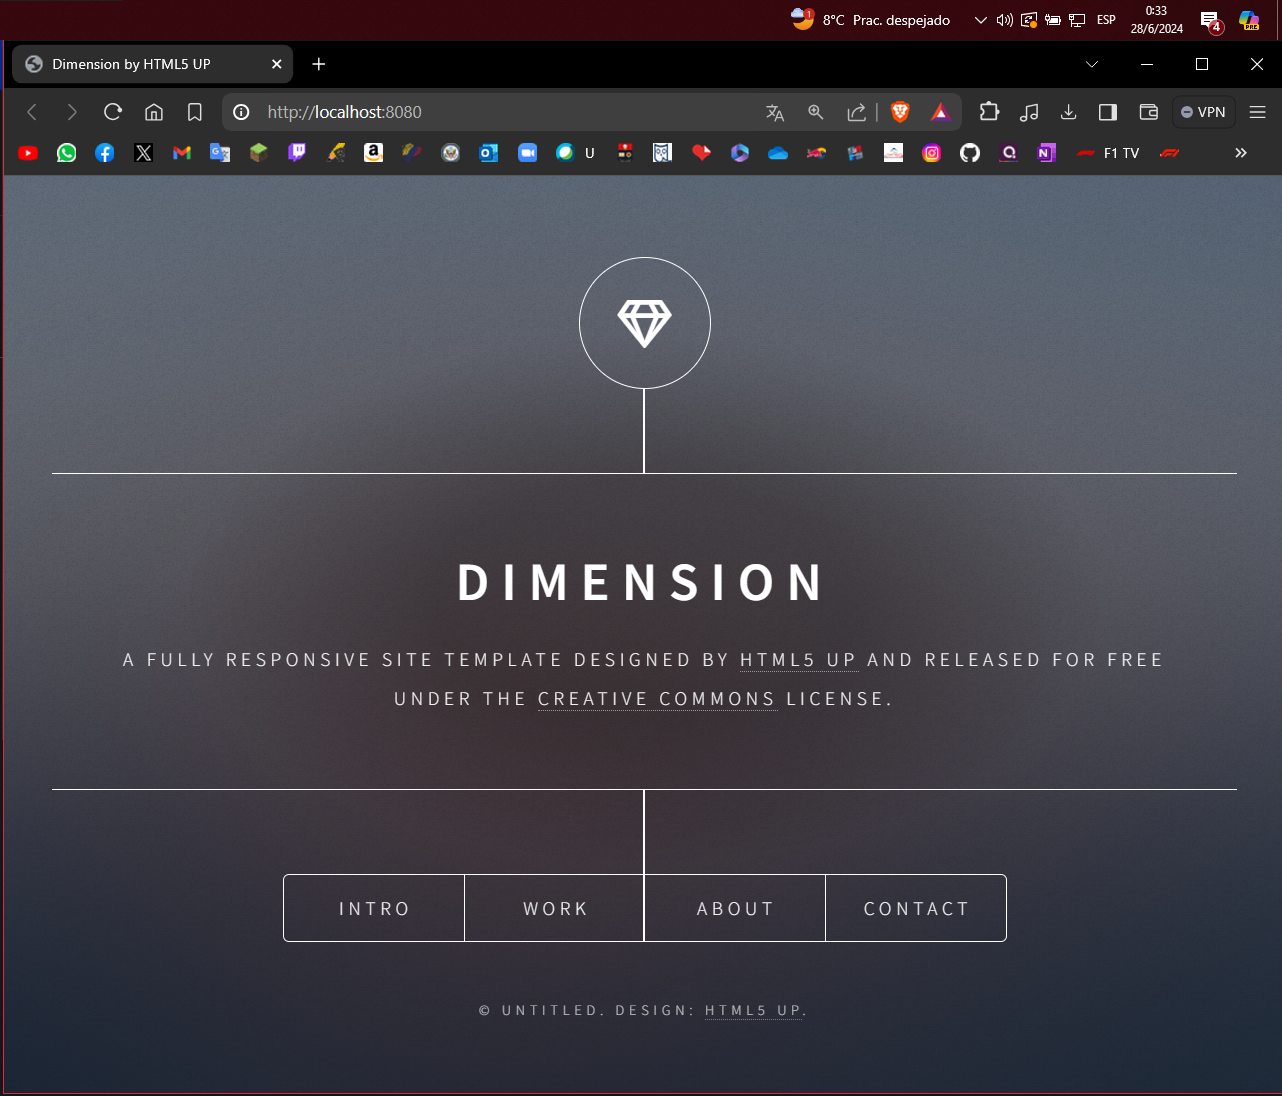 1 8°C Prac. despejado ESP 0:33
28/6/2024 4 PRE
Dimension by HTML5 UP
http://localhost:8080 VPN
U F1 TV
DIMENSION
A FULLY RESPONSIVE SITE TEMPLATE DESIGNED BY HTML5 UP AND RELEASED FOR FREE
UNDER THE CREATIVE COMMONS LICENSE.
INTRO WORK ABOUT CONTACT
© UNTITLED. DESIGN: HTML5 UP.